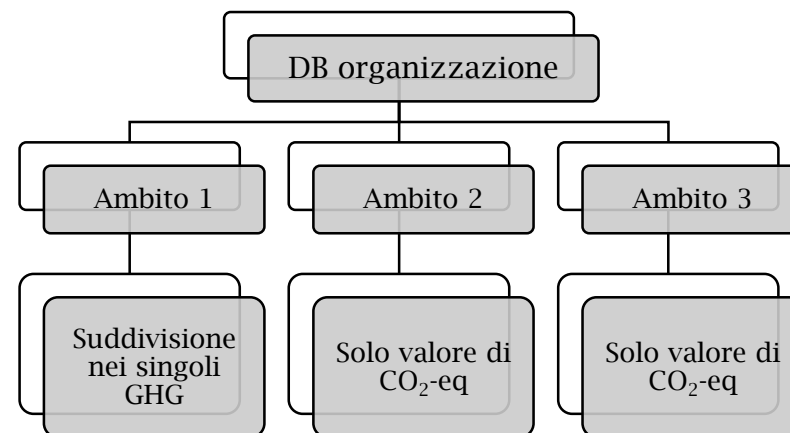 DB organizzazione
Ambito 1
Ambito 2
Ambito 3
Suddivisione
nei singoli
GHG
Solo valore di
CO₂-eq
Solo valore di
CO₂-eq